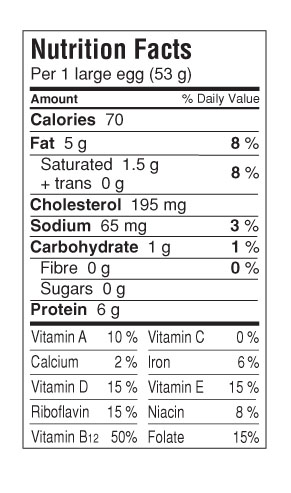 Nutrition Facts
Per 1 large egg (53 g)
Amount % Daily Value
Calories 70
Fat 5 g 8 %
Saturated 1.5 g
+ trans 0 g 8 %
Cholesterol 195 mg
Sodium 65 mg 3 %
Carbohydrate 1 g 1 %
Fibre 0 g 0 %
Sugars 0 g
Protein 6 g
Vitamin A 10 % Vitamin C 0 %
Calcium 2 % Iron 6 %
Vitamin D 15 % Vitamin E 15 %
Riboflavin 15 % Niacin 8 %
Vitamin B12 50% Folate 15%